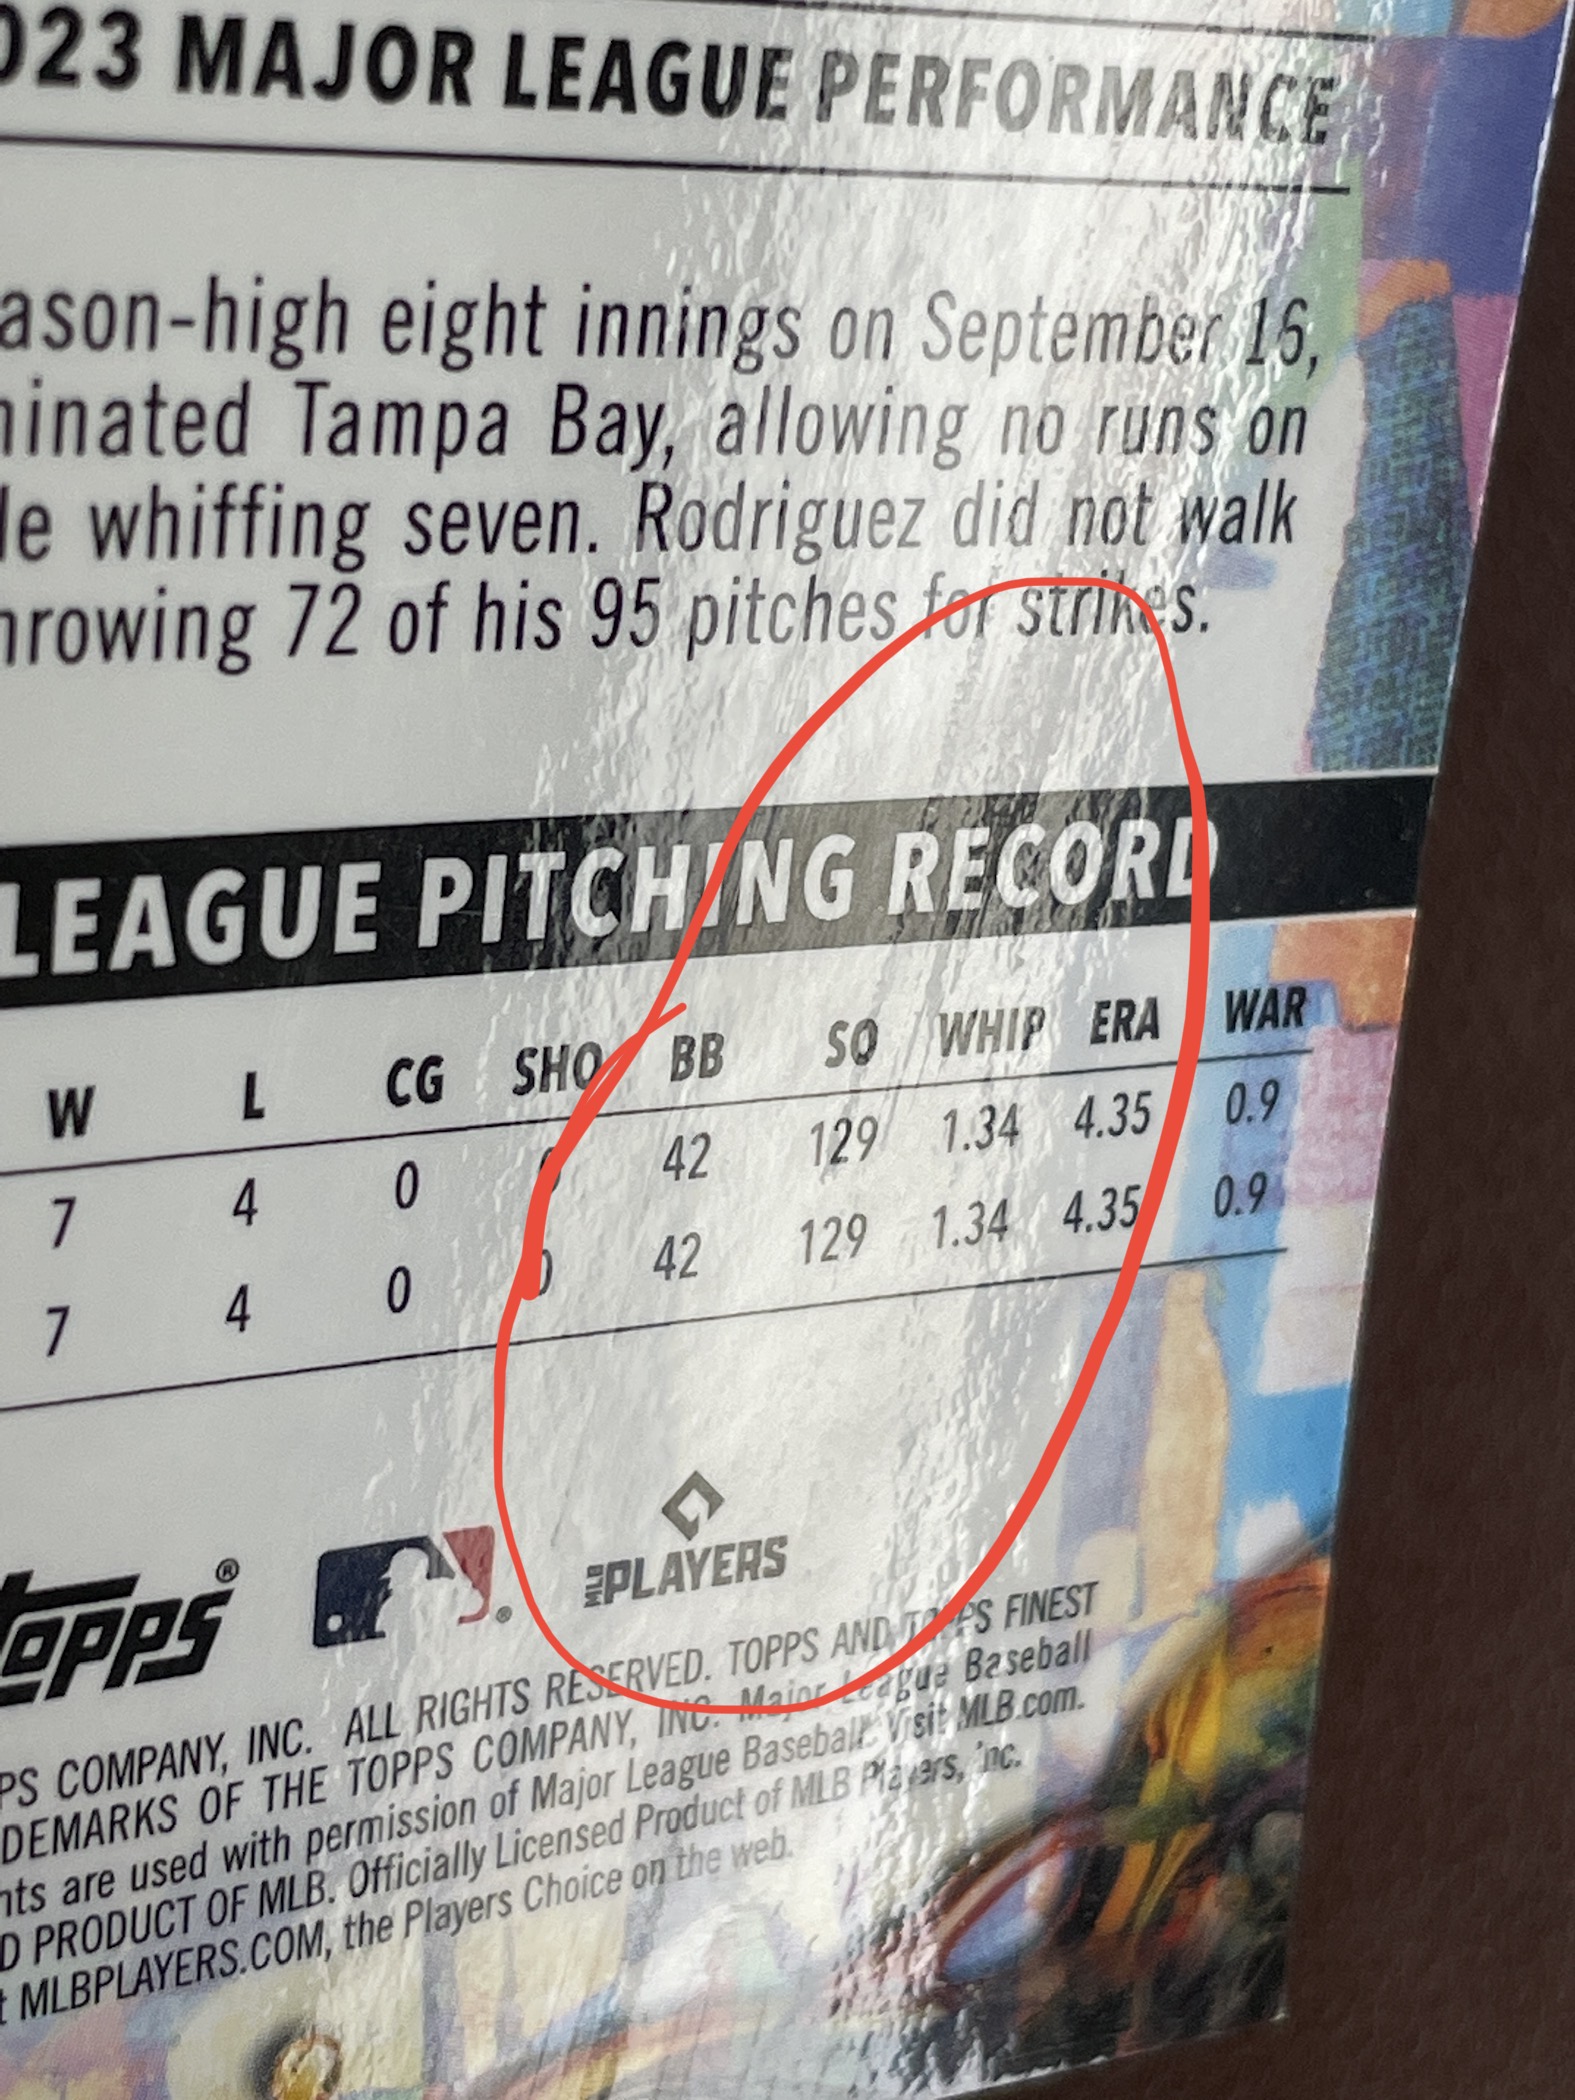 023 MAJOR LEAGUE PERFORMANCE
ason-high eight innings on September 16,
minated Tampa Bay, allowing no runs on
le whiffing seven. Rodriguez did not walk
hrowing 72 of his 95 pitches for strikes.
LEAGUE PITCHING RECORD
W L CG SHO BB SO WHIP ERA WAR
7 4 0 0 42 129 1.34 4.35 0.9
7 4 0 0 42 129 1.34 4.35 0.9
topps®
®
MLB PLAYERS
PS COMPANY, INC. ALL RIGHTS RESERVED. TOPPS AND TOPPS FINEST
DEMARKS OF THE TOPPS COMPANY, INC. Major League Baseball
nts are used with permission of Major League Baseball. Visit MLB.com.
D PRODUCT OF MLB. Officially Licensed Product of MLB Players, Inc.
t MLBPLAYERS.COM, the Players Choice on the web.